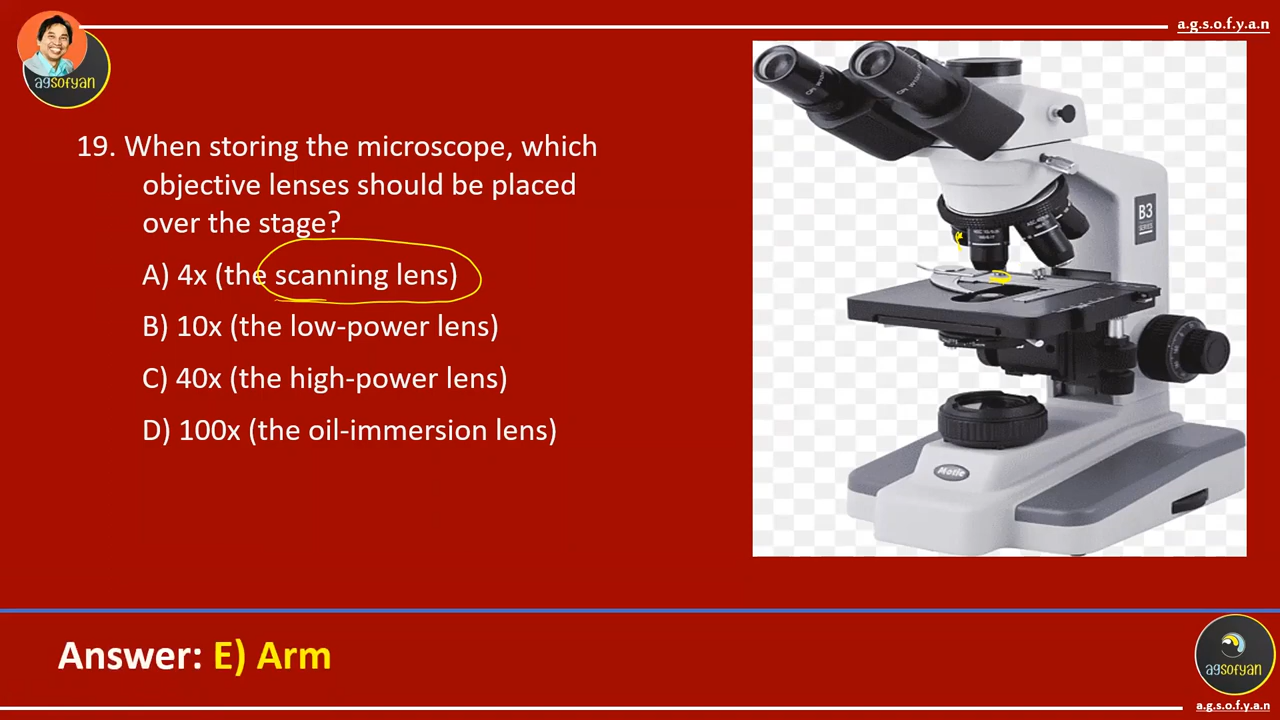 a.g.s.o.f.y.a.n
agsofyan
19. When storing the microscope, which
objective lenses should be placed
over the stage?
A) 4x (the scanning lens)
B) 10x (the low-power lens)
C) 40x (the high-power lens)
D) 100x (the oil-immersion lens)
B3
SERIES
Motic
Answer: E) Arm
agsofyan
a.g.s.o.f.y.a.n